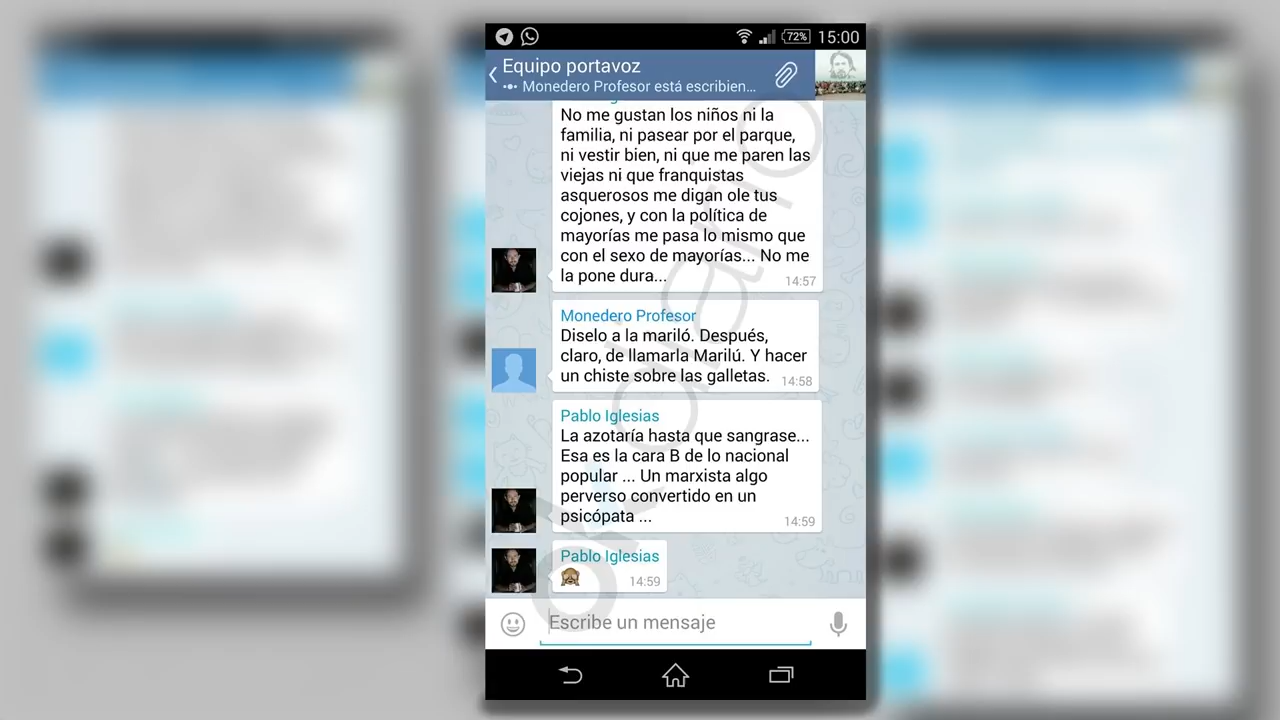 72% 15:00
Equipo portavoz
Monedero Profesor está escribien...
No me gustan los niños ni la
familia, ni pasear por el parque,
ni vestir bien, ni que me paren las
viejas ni que franquistas
asquerosos me digan ole tus
cojones, y con la política de
mayorías me pasa lo mismo que
con el sexo de mayorías... No me
la pone dura...
14:57
Monedero Profesor
Diselo a la mariló. Después,
claro, de llamarla Marilú. Y hacer
un chiste sobre las galletas.
14:58
Pablo Iglesias
La azotaría hasta que sangrase...
Esa es la cara B de lo nacional
popular ... Un marxista algo
perverso convertido en un
psicópata ...
14:59
Pablo Iglesias
🙈 14:59
Escribe un mensaje
okdiario